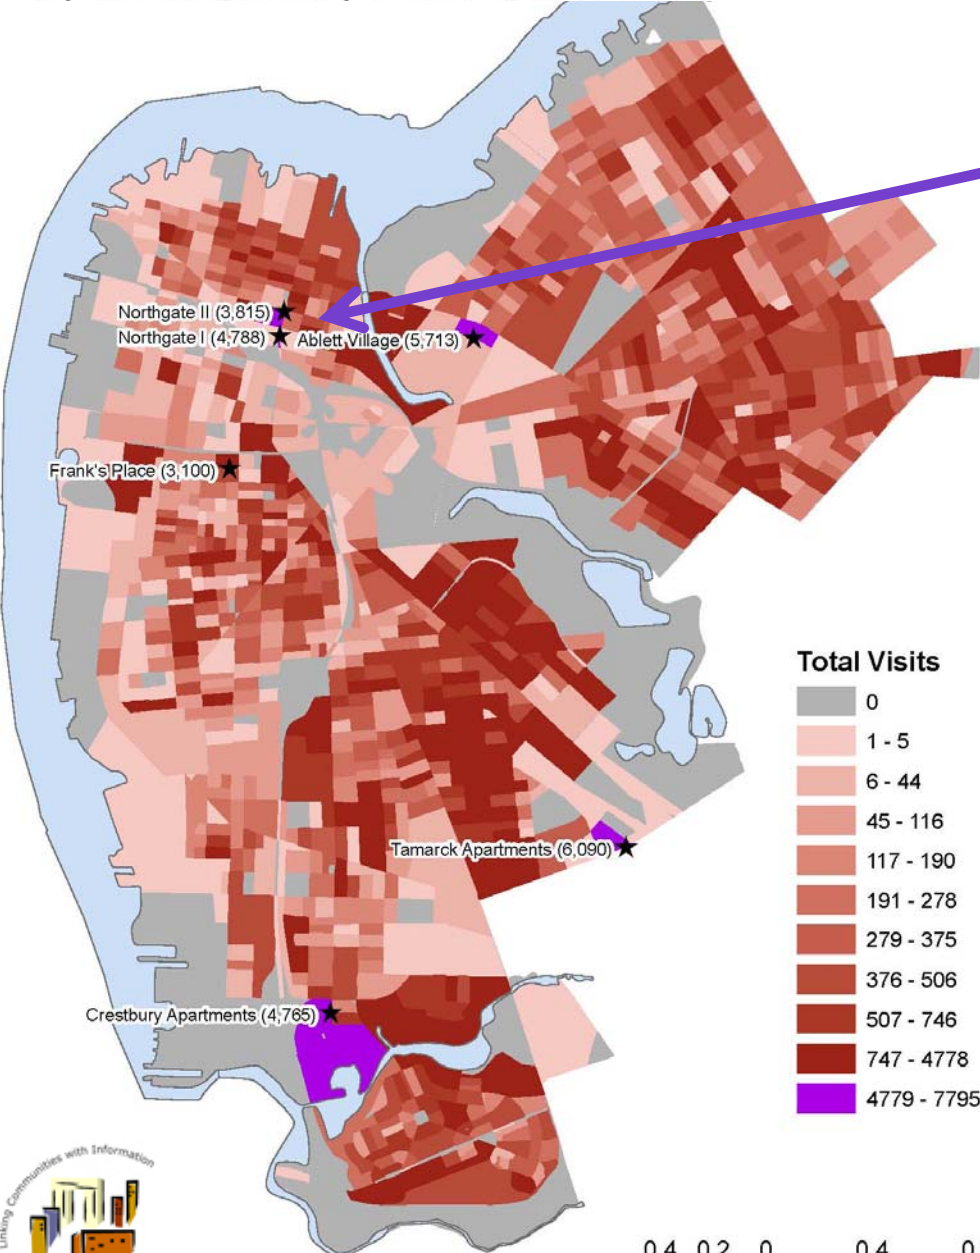 Northgate II (3,815)
Northgate I (4,788)
Ablett Village (5,713)
Frank's Place (3,100)
Total Visits
0
1 - 5
6 - 44
45 - 116
117 - 190
191 - 278
279 - 375
376 - 506
507 - 746
747 - 4778
4779 - 7795
Tamarck Apartments (6,090)
Crestbury Apartments (4,765)
Linking Communities with Information
0.4 0.2 0 0.4